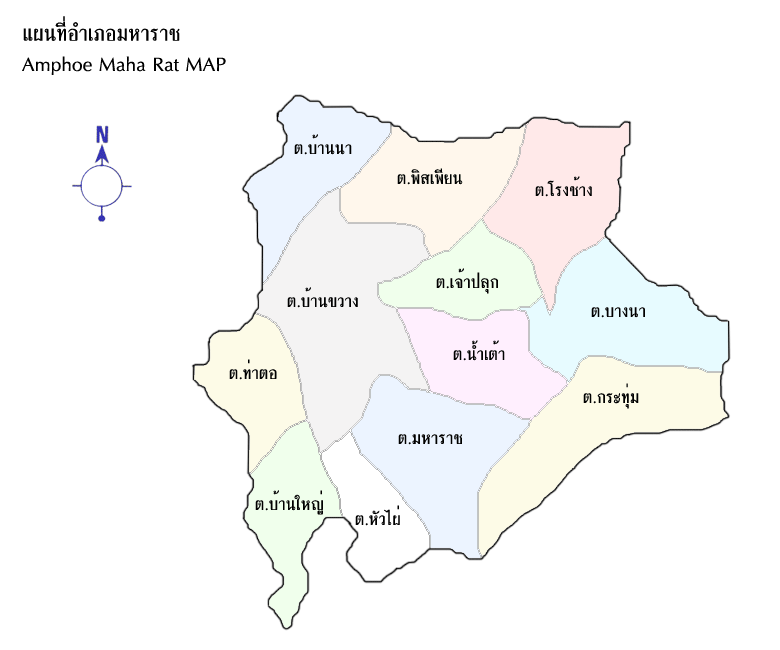 แผนที่อำเภอมหาราช
Amphoe Maha Rat MAP
N
ต.บ้านนา
ต.พิสเพียน
ต.โรงช้าง
ต.เจ้าปลุก
ต.บ้านขวาง
ต.บางนา
ต.น้ำเต้า
ต.ท่าตอ
ต.กระทุ่ม
ต.มหาราช
ต.บ้านใหญ่
ต.หัวไผ่